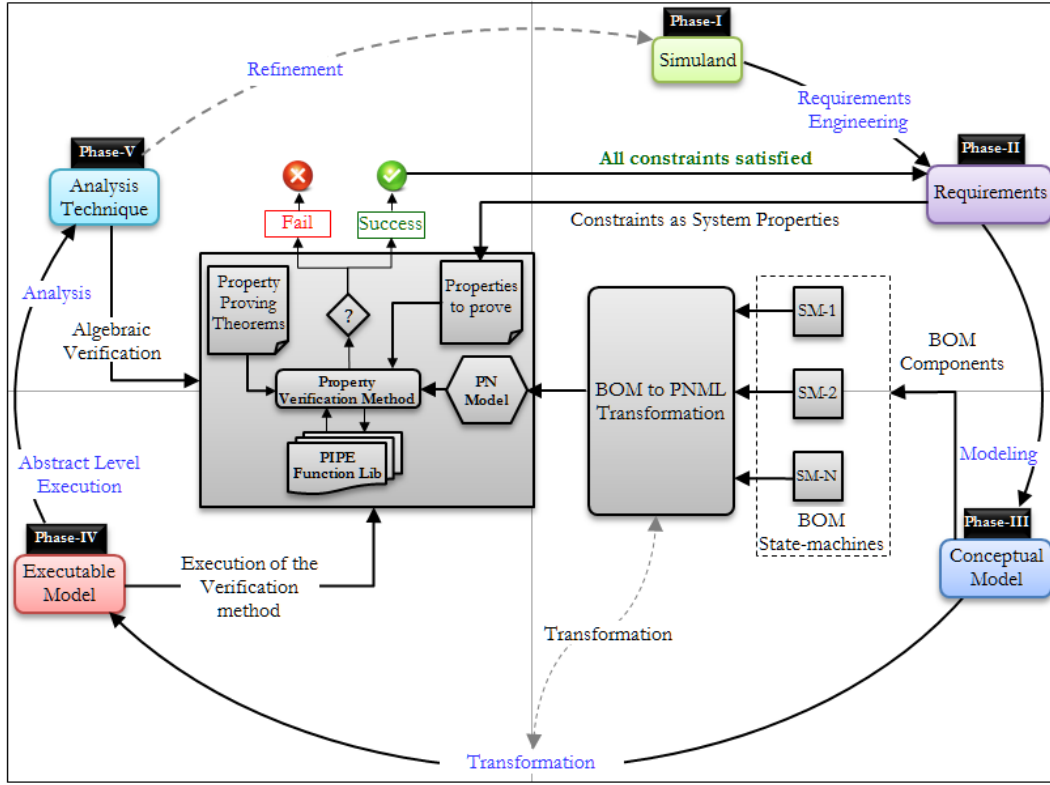 Phase-I
Simuland
Refinement
Requirements
Engineering
Phase-V
Analysis
Technique
All constraints satisfied
Phase-II
Requirements
Fail
Success
Constraints as System Properties
Property
Proving
Theorems
?
Properties
to prove
Analysis
Algebraic
Verification
SM-1
BOM
Components
Property
Verification Method
PN
Model
BOM to PNML
Transformation
SM-2
PIPE
Function Lib
Abstract Level
Execution
SM-N
Modeling
BOM
State-machines
Phase-III
Conceptual
Model
Phase-IV
Executable
Model
Execution of the
Verification
method
Transformation
Transformation